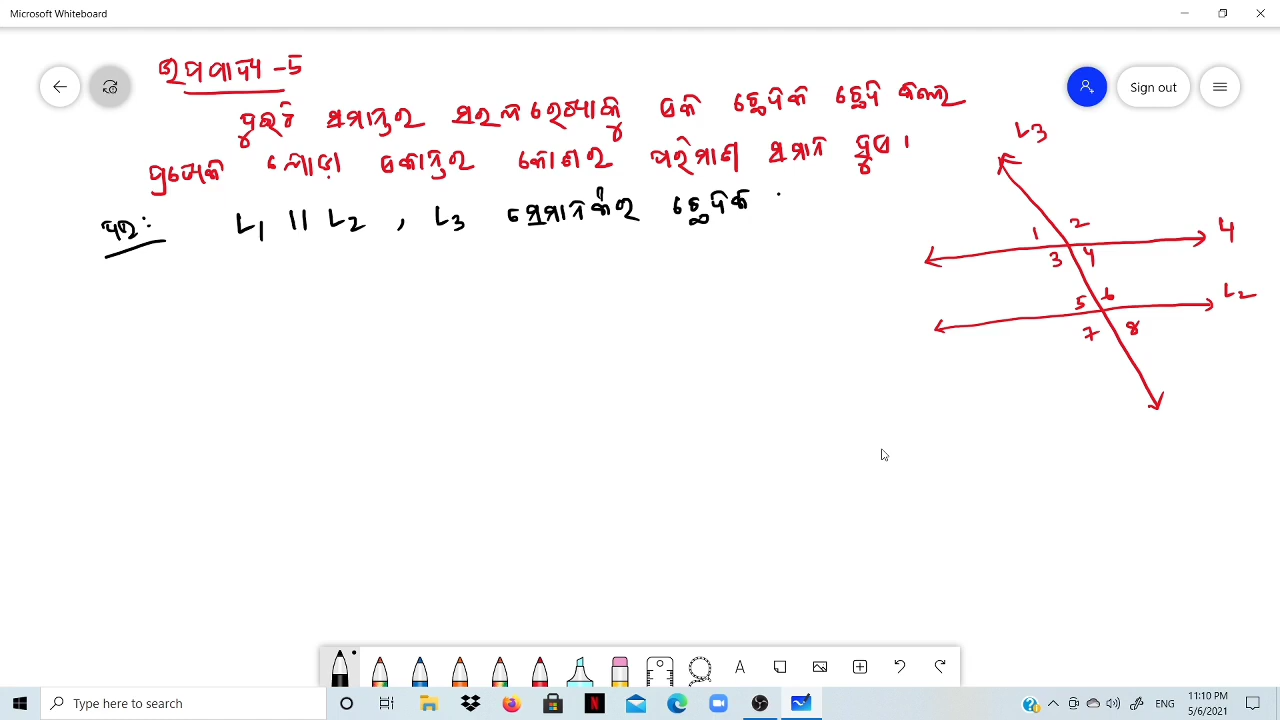 Microsoft Whiteboard
Sign out
ଉପପାଦ୍ୟ -5
ଦୁଇଟି ସମାନ୍ତର ସରଳରେଖାକୁ ଏକ ଛେଦକ ଛେଦ କଲେ
ପ୍ରତ୍ୟେକ ଯୋଡ଼ା ଏକାନ୍ତର କୋଣର ପରିମାଣ ସମାନ ହୁଏ ।
ଦତ୍ତ: L1 || L2 , L3 ସେମାନଙ୍କର ଛେଦକ
L3
1 2
3 4
L1
5 6
7 8
L2
Type here to search
ENG
11:10 PM
5/6/2021